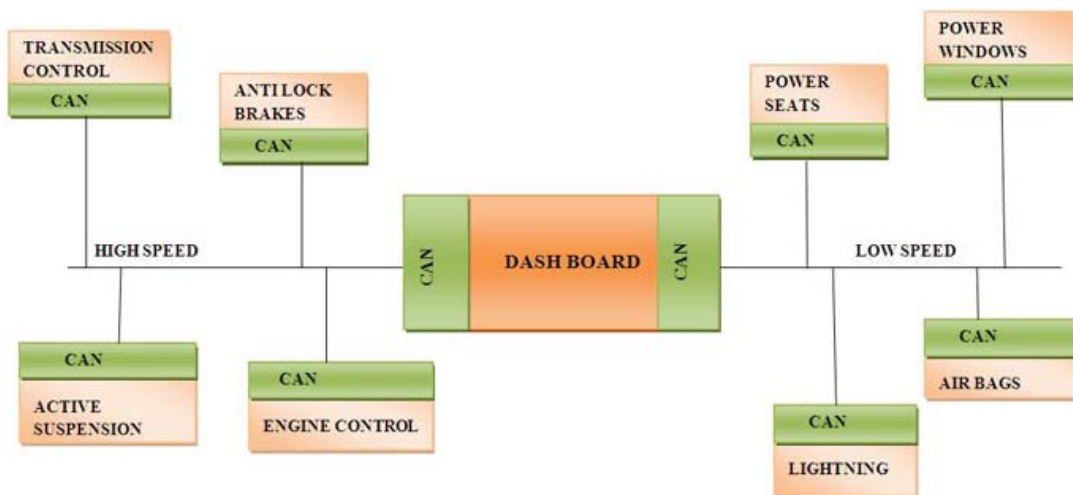 TRANSMISSION
CONTROL
CAN
ANTI LOCK
BRAKES
CAN
POWER
SEATS
CAN
POWER
WINDOWS
CAN
HIGH SPEED
CAN
DASH BOARD
CAN
LOW SPEED
CAN
ACTIVE
SUSPENSION
CAN
ENGINE CONTROL
CAN
LIGHTNING
CAN
AIR BAGS